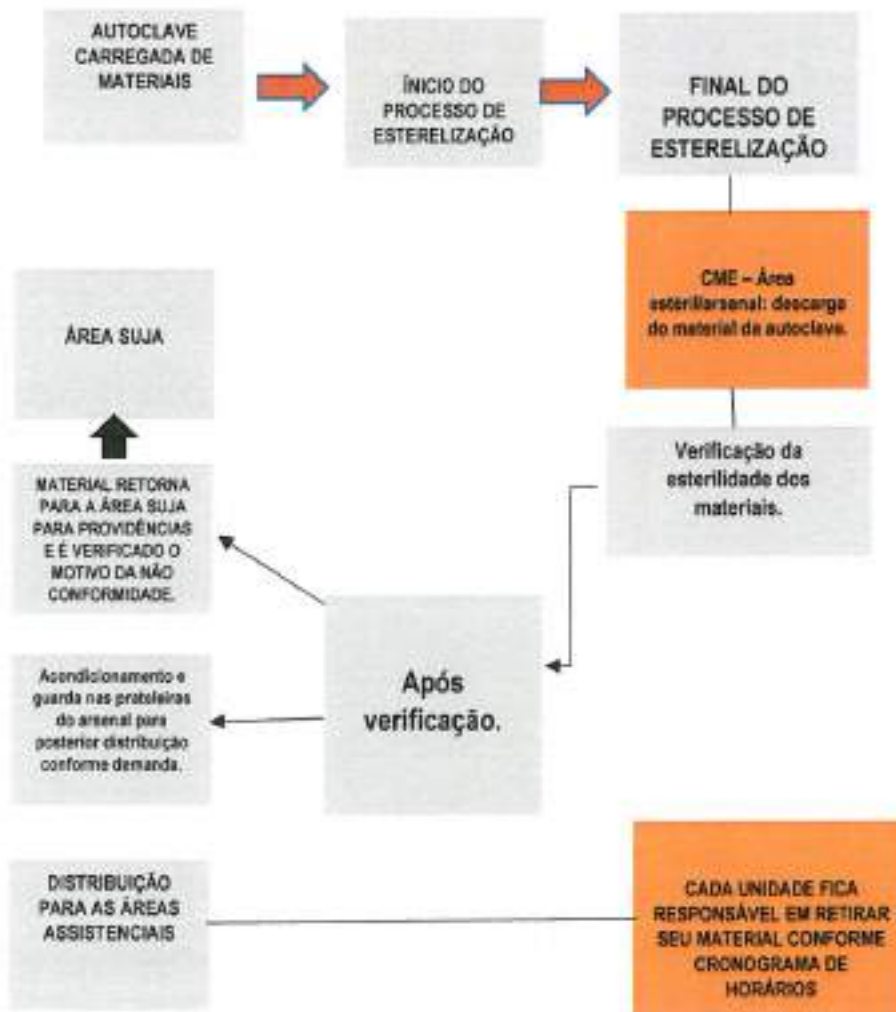 AUTOCLAVE
CARREGADA DE
MATERIAIS
ÍNICIO DO
PROCESSO DE
ESTERELIZAÇÃO
FINAL DO
PROCESSO DE
ESTERELIZAÇÃO
CME – Área
estéril/arsenal: descarga
do material da autoclave.
Verificação da
esterilidade dos
materiais.
Após
verificação.
ÁREA SUJA
MATERIAL RETORNA
PARA A ÁREA SUJA
PARA PROVIDÊNCIAS
E É VERIFICADO O
MOTIVO DA NÃO
CONFORMIDADE.
Acondicionamento e
guarda nas prateleiras
do arsenal para
posterior distribuição
conforme demanda.
DISTRIBUIÇÃO
PARA AS ÁREAS
ASSISTENCIAIS
CADA UNIDADE FICA
RESPONSÁVEL EM RETIRAR
SEU MATERIAL CONFORME
CRONOGRAMA DE
HORÁRIOS